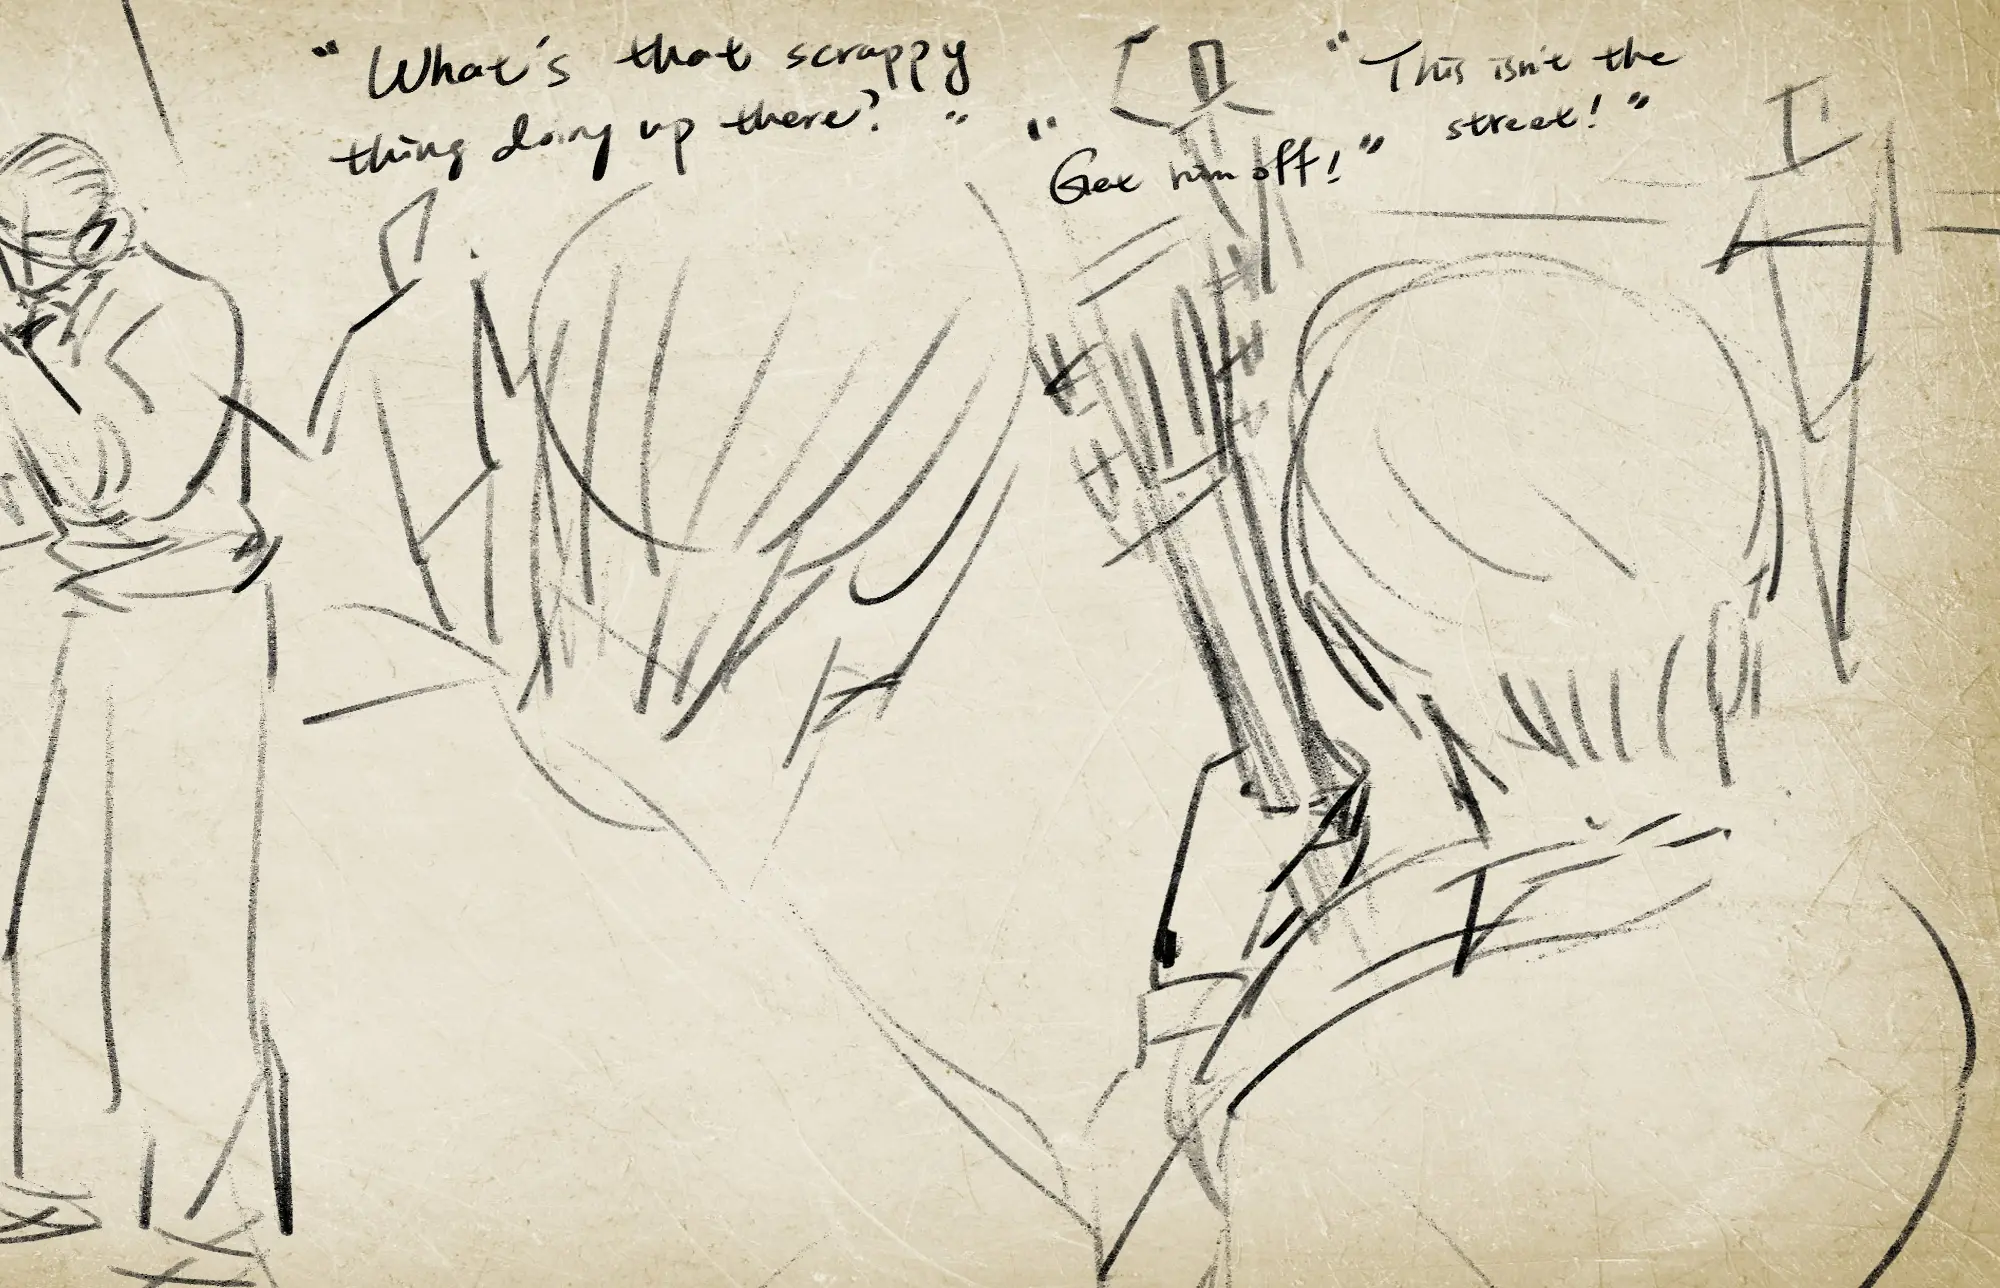 "What's that scrappy
thing doing up there?"
"Get him off!"
"This isn't the
street!"